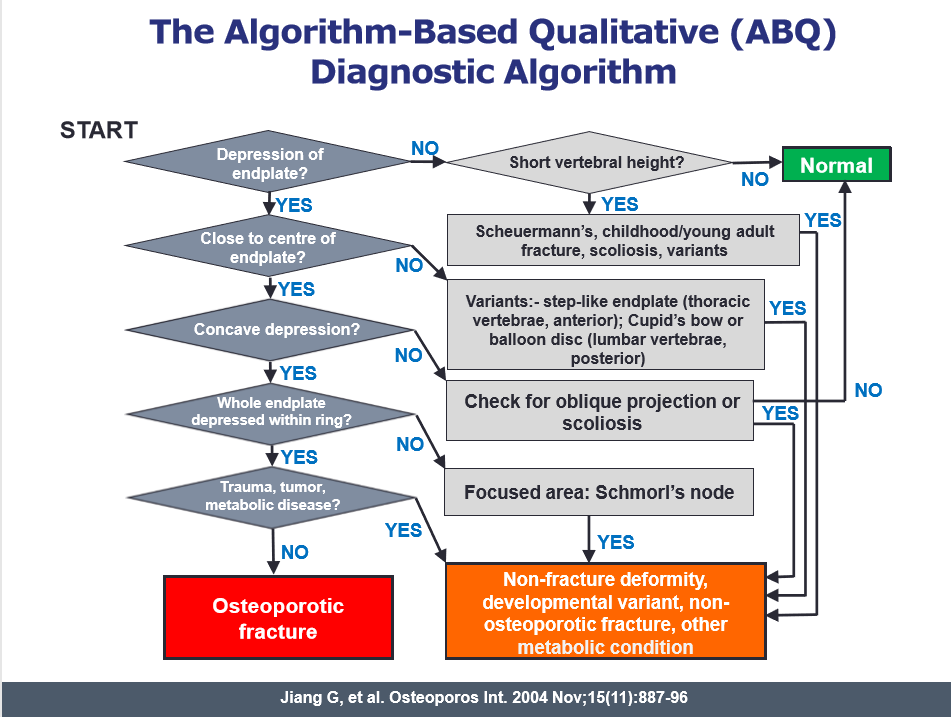 The Algorithm-Based Qualitative (ABQ)
Diagnostic Algorithm
START
Depression of
endplate?
NO
Short vertebral height?
NO
Normal
YES
YES
Scheuermann's, childhood/young adult
fracture, scoliosis, variants
YES
Close to centre of
endplate?
NO
YES
Variants:- step-like endplate (thoracic
vertebrae, anterior); Cupid's bow or
balloon disc (lumbar vertebrae,
posterior)
YES
Concave depression?
NO
YES
Check for oblique projection or
scoliosis
NO
YES
Whole endplate
depressed within ring?
NO
YES
Focused area: Schmorl's node
YES
Trauma, tumor,
metabolic disease?
YES
NO
Osteoporotic
fracture
Non-fracture deformity,
developmental variant, non-
osteoporotic fracture, other
metabolic condition
Jiang G, et al. Osteoporos Int. 2004 Nov;15(11):887-96